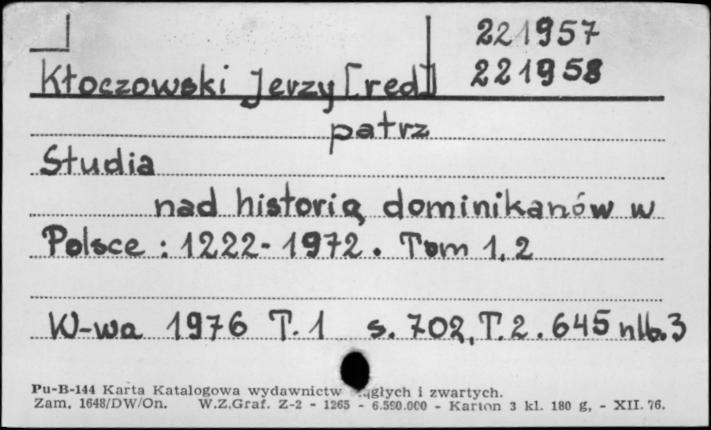 221957
Kłoczowski Jerzy [red] 221958
patrz
Studia
nad historią dominikanów w
Polsce : 1222-1972. Tom 1, 2
W-wa 1976 T. 1 s. 702, T. 2. 645 nlb. 3
Pu-B-144 Karta Katalogowa wydawnictw ciągłych i zwartych.
Zam. 1648/DW/On. W.Z.Graf. Z-2 - 1265 - 6.590.000 - Karton 3 kl. 180 g, - XII. 76.